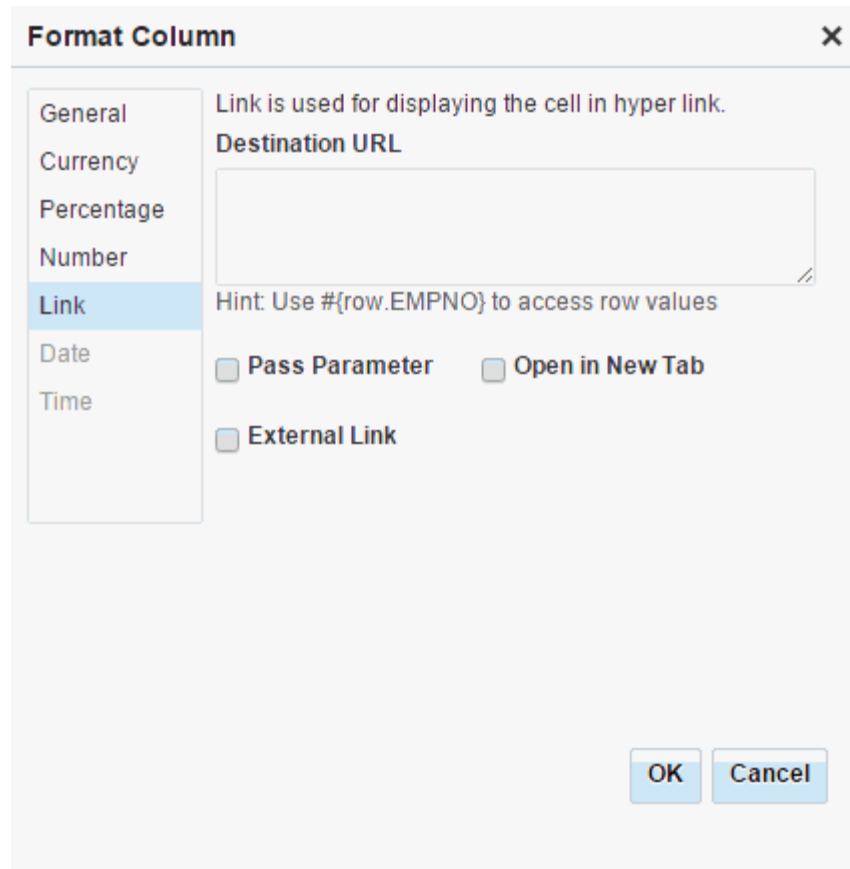 Format Column
General
Currency
Percentage
Number
Link
Date
Time
Link is used for displaying the cell in hyper link.
Destination URL
Hint: Use #{row.EMPNO} to access row values
Pass Parameter
Open in New Tab
External Link
OK
Cancel